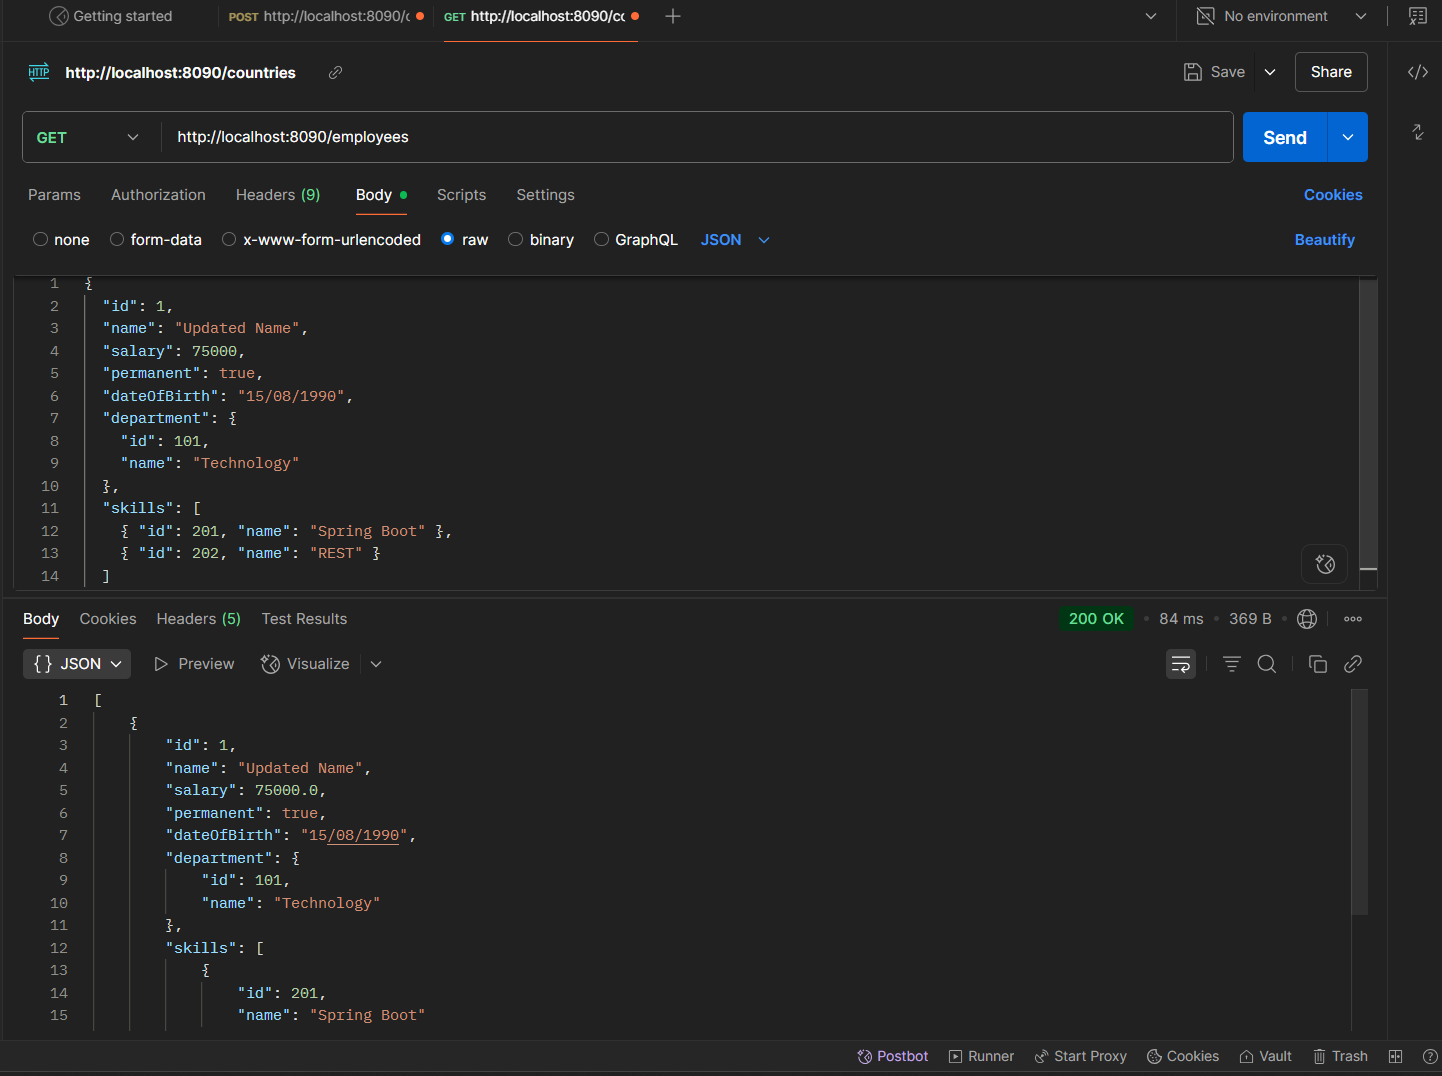 Getting started
POST http://localhost:8090/c
GET http://localhost:8090/cc
No environment
HTTP http://localhost:8090/countries
Save
Share
GET
http://localhost:8090/employees
Send
Params Authorization Headers (9) Body Scripts Settings Cookies
none form-data x-www-form-urlencoded raw binary GraphQL JSON Beautify
1 {
2 "id": 1,
3 "name": "Updated Name",
4 "salary": 75000,
5 "permanent": true,
6 "dateOfBirth": "15/08/1990",
7 "department": {
8 "id": 101,
9 "name": "Technology"
10 },
11 "skills": [
12 { "id": 201, "name": "Spring Boot" },
13 { "id": 202, "name": "REST" }
14 ]
Body Cookies Headers (5) Test Results 200 OK • 84 ms • 369 B
{} JSON Preview Visualize
1 [
2 {
3 "id": 1,
4 "name": "Updated Name",
5 "salary": 75000.0,
6 "permanent": true,
7 "dateOfBirth": "15/08/1990",
8 "department": {
9 "id": 101,
10 "name": "Technology"
11 },
12 "skills": [
13 {
14 "id": 201,
15 "name": "Spring Boot"
Postbot Runner Start Proxy Cookies Vault Trash